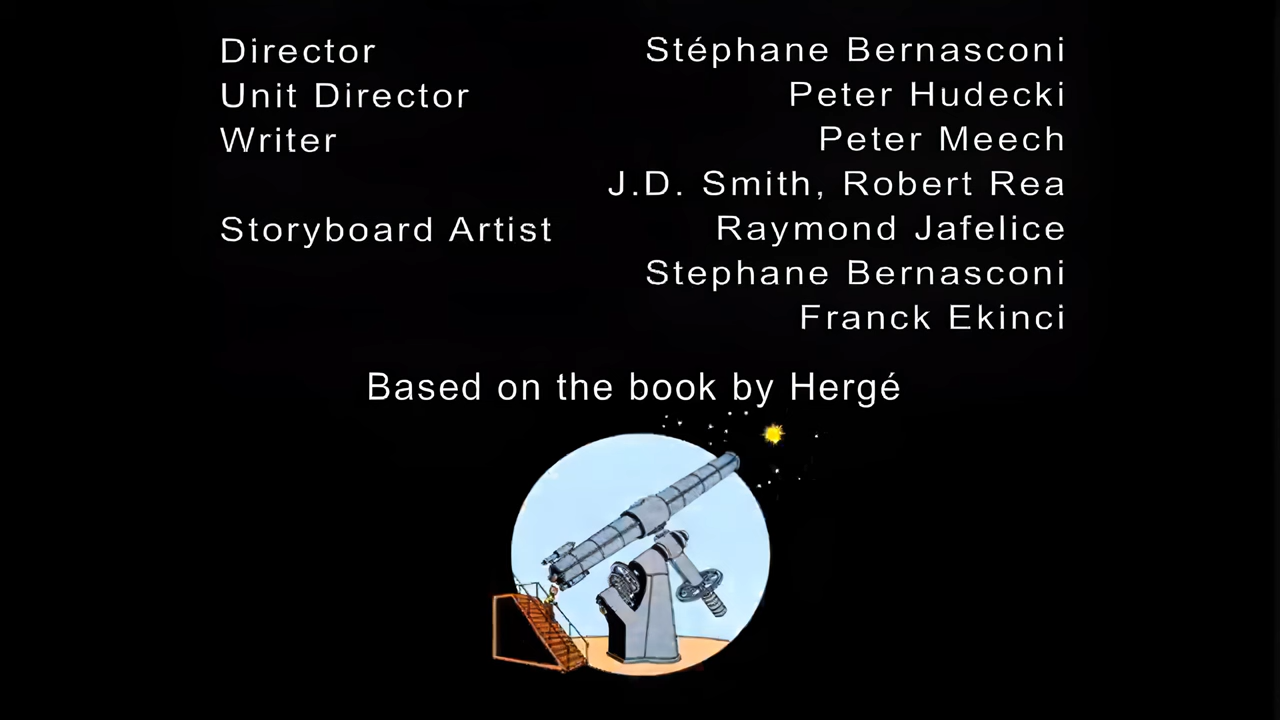 Director Stéphane Bernasconi
Unit Director Peter Hudecki
Writer Peter Meech
J.D. Smith, Robert Rea
Storyboard Artist Raymond Jafelice
Stephane Bernasconi
Franck Ekinci
Based on the book by Hergé